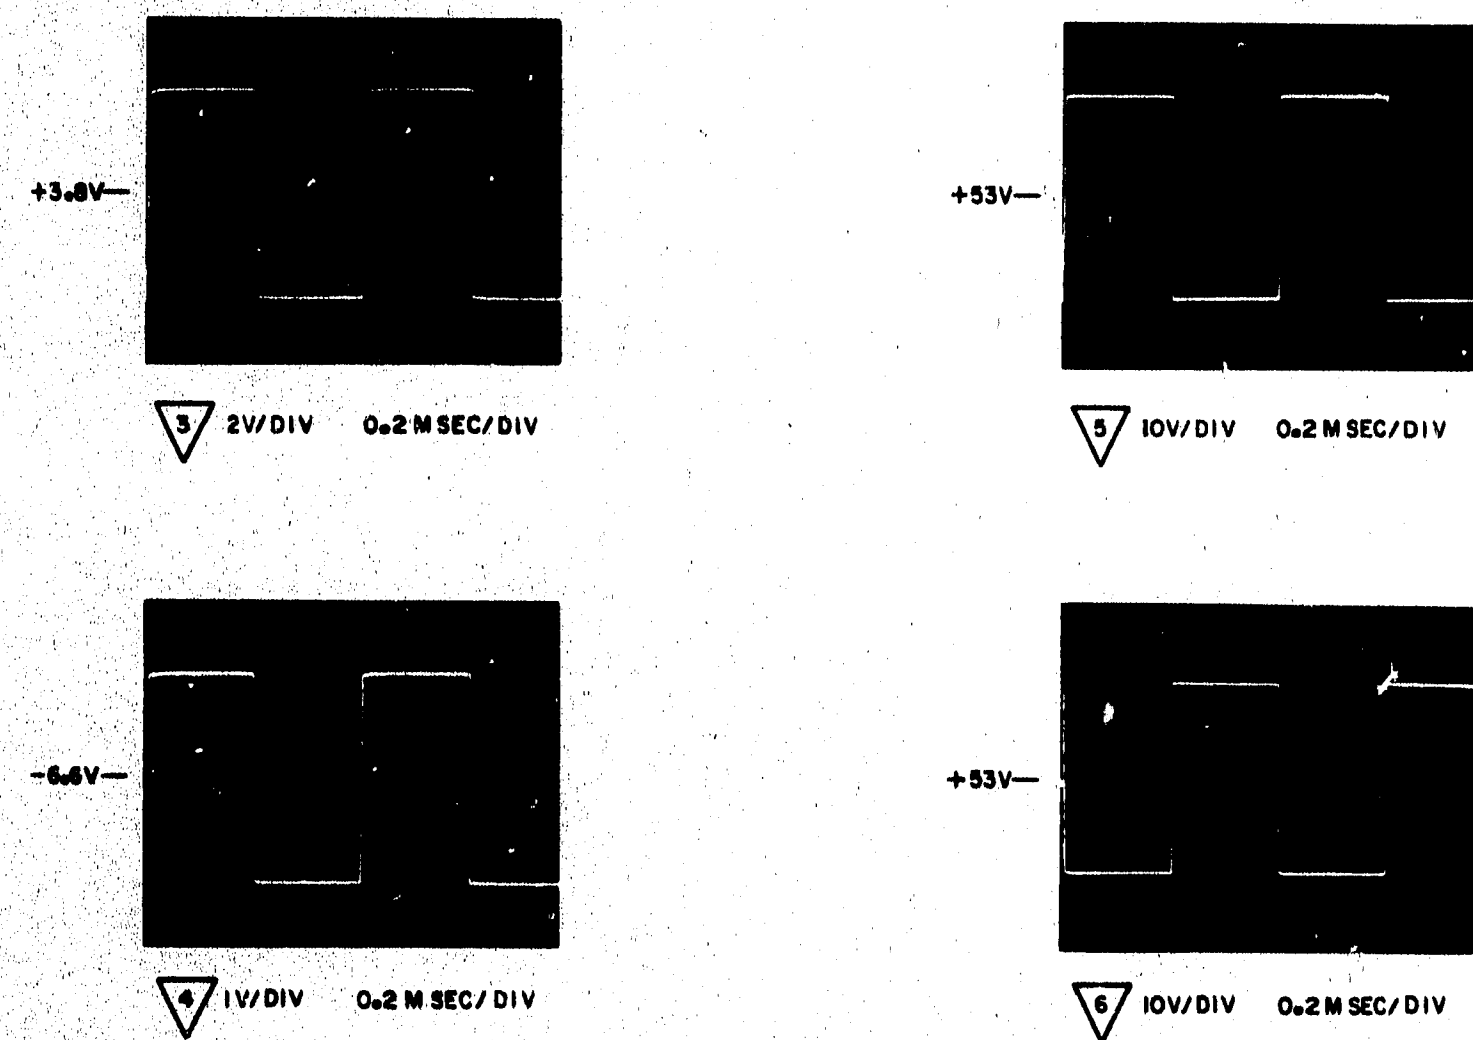 +3.8V—
3 2V/DIV 0.2 M SEC/DIV
+53V—
5 10V/DIV 0.2 M SEC/DIV
-6.6V—
4 1V/DIV 0.2 M SEC/DIV
+53V—
6 10V/DIV 0.2 M SEC/DIV